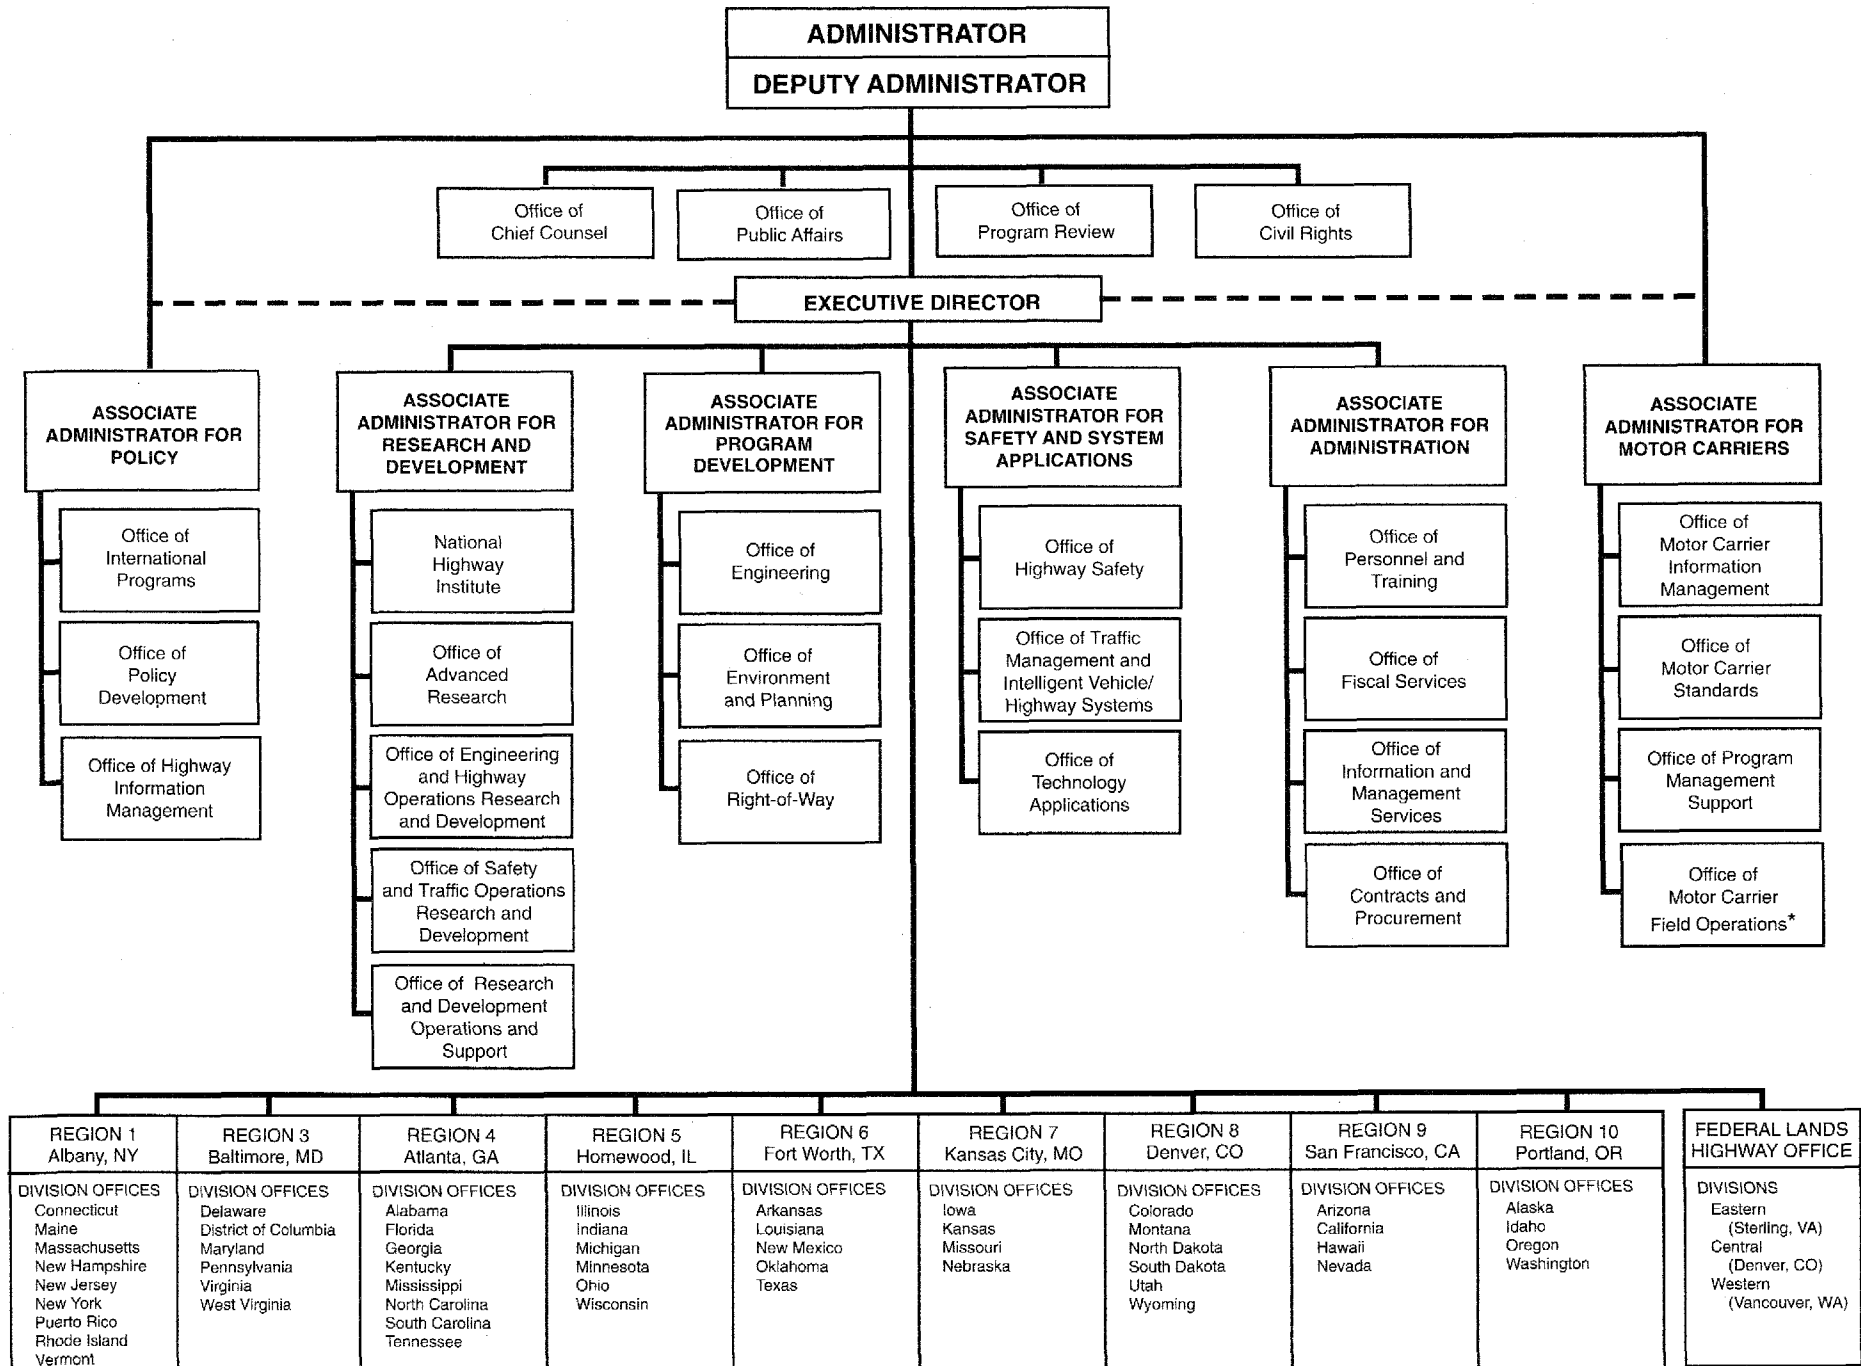 ADMINISTRATOR
DEPUTY ADMINISTRATOR
Office of
Chief Counsel
Office of
Public Affairs
Office of
Program Review
Office of
Civil Rights
EXECUTIVE DIRECTOR
ASSOCIATE
ADMINISTRATOR FOR
POLICY
Office of
International
Programs
Office of
Policy
Development
Office of Highway
Information
Management
ASSOCIATE
ADMINISTRATOR FOR
RESEARCH AND
DEVELOPMENT
National
Highway
Institute
Office of
Advanced
Research
Office of Engineering
and Highway
Operations Research
and Development
Office of Safety
and Traffic Operations
Research and
Development
Office of Research
and Development
Operations and
Support
ASSOCIATE
ADMINISTRATOR FOR
PROGRAM
DEVELOPMENT
Office of
Engineering
Office of
Environment
and Planning
Office of
Right-of-Way
ASSOCIATE
ADMINISTRATOR FOR
SAFETY AND SYSTEM
APPLICATIONS
Office of
Highway Safety
Office of Traffic
Management and
Intelligent Vehicle/
Highway Systems
Office of
Technology
Applications
ASSOCIATE
ADMINISTRATOR FOR
ADMINISTRATION
Office of
Personnel and
Training
Office of
Fiscal Services
Office of
Information and
Management
Services
Office of
Contracts and
Procurement
ASSOCIATE
ADMINISTRATOR FOR
MOTOR CARRIERS
Office of
Motor Carrier
Information
Management
Office of
Motor Carrier
Standards
Office of Program
Management
Support
Office of
Motor Carrier
Field Operations*
REGION 1
Albany, NY
DIVISION OFFICES
Connecticut
Maine
Massachusetts
New Hampshire
New Jersey
New York
Puerto Rico
Rhode Island
Vermont
REGION 3
Baltimore, MD
DIVISION OFFICES
Delaware
District of Columbia
Maryland
Pennsylvania
Virginia
West Virginia
REGION 4
Atlanta, GA
DIVISION OFFICES
Alabama
Florida
Georgia
Kentucky
Mississippi
North Carolina
South Carolina
Tennessee
REGION 5
Homewood, IL
DIVISION OFFICES
Illinois
Indiana
Michigan
Minnesota
Ohio
Wisconsin
REGION 6
Fort Worth, TX
DIVISION OFFICES
Arkansas
Louisiana
New Mexico
Oklahoma
Texas
REGION 7
Kansas City, MO
DIVISION OFFICES
Iowa
Kansas
Missouri
Nebraska
REGION 8
Denver, CO
DIVISION OFFICES
Colorado
Montana
North Dakota
South Dakota
Utah
Wyoming
REGION 9
San Francisco, CA
DIVISION OFFICES
Arizona
California
Hawaii
Nevada
REGION 10
Portland, OR
DIVISION OFFICES
Alaska
Idaho
Oregon
Washington
FEDERAL LANDS
HIGHWAY OFFICE
DIVISIONS
Eastern
(Sterling, VA)
Central
(Denver, CO)
Western
(Vancouver, WA)